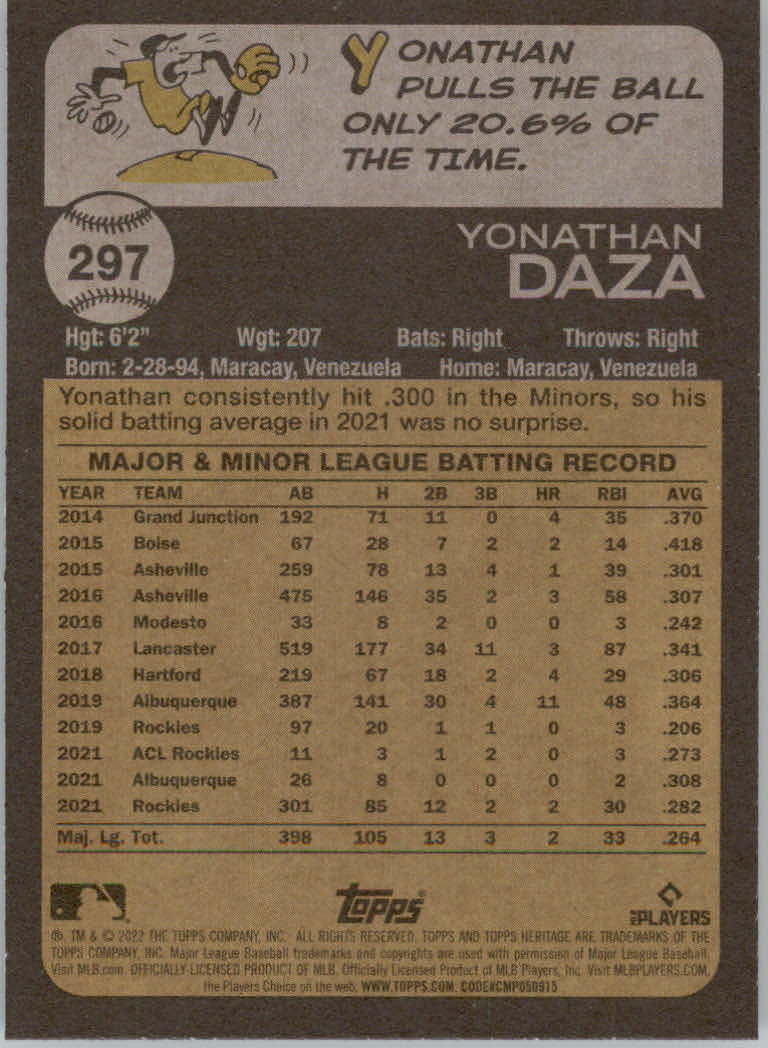 YONATHAN
PULLS THE BALL
ONLY 20.6% OF
THE TIME.
297
YONATHAN
DAZA
Hgt: 6'2" Wgt: 207 Bats: Right Throws: Right
Born: 2-28-94, Maracay, Venezuela Home: Maracay, Venezuela
Yonathan consistently hit .300 in the Minors, so his
solid batting average in 2021 was no surprise.
MAJOR & MINOR LEAGUE BATTING RECORD
YEAR TEAM AB H 2B 3B HR RBI AVG
2014 Grand Junction 192 71 11 0 4 35 .370
2015 Boise 67 28 7 2 2 14 .418
2015 Asheville 259 78 13 4 1 39 .301
2016 Asheville 475 146 35 2 3 58 .307
2016 Modesto 33 8 2 0 0 3 .242
2017 Lancaster 519 177 34 11 3 87 .341
2018 Hartford 219 67 18 2 4 29 .306
2019 Albuquerque 387 141 30 4 11 48 .364
2019 Rockies 97 20 1 1 0 3 .206
2021 ACL Rockies 11 3 1 2 0 3 .273
2021 Albuquerque 26 8 0 0 0 2 .308
2021 Rockies 301 85 12 2 2 30 .282
Maj. Lg. Tot. 398 105 13 3 2 33 .264
topps®
MLB PLAYERS
®, TM & © 2022 THE TOPPS COMPANY, INC. ALL RIGHTS RESERVED. TOPPS AND TOPPS HERITAGE ARE TRADEMARKS OF THE
TOPPS COMPANY, INC. Major League Baseball trademarks and copyrights are used with permission of Major League Baseball.
Visit MLB.com. OFFICIALLY LICENSED PRODUCT OF MLB. Officially Licensed Product of MLB Players, Inc. Visit MLBPLAYERS.COM,
the Players Choice on the web. WWW.TOPPS.COM. CODE#CMP050915